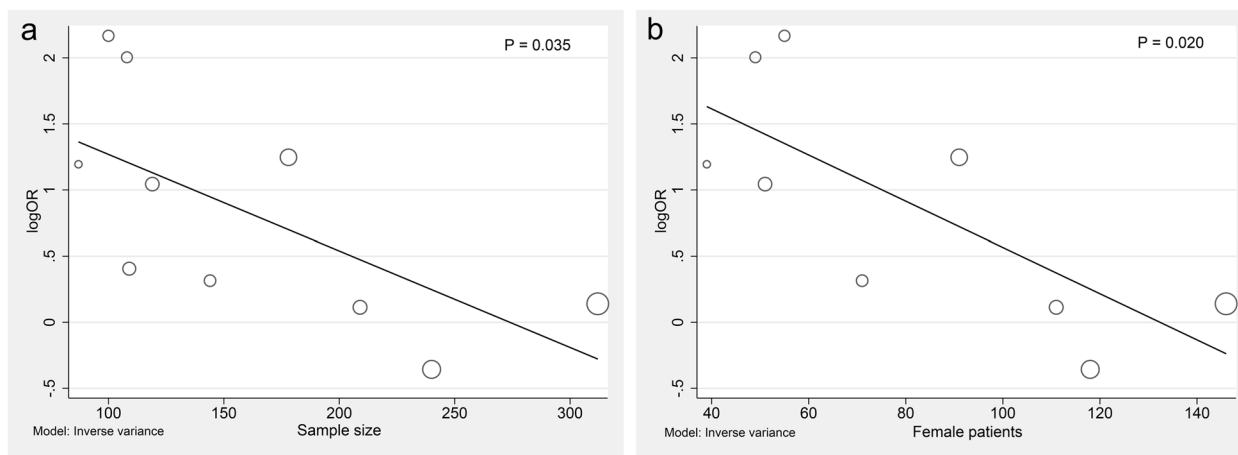 a
P = 0.035
logOR
2
1.5
1
.5
0
-.5
100 150 200 250 300
Sample size
Model: Inverse variance
b
P = 0.020
logOR
2
1.5
1
.5
0
-.5
40 60 80 100 120 140
Female patients
Model: Inverse variance